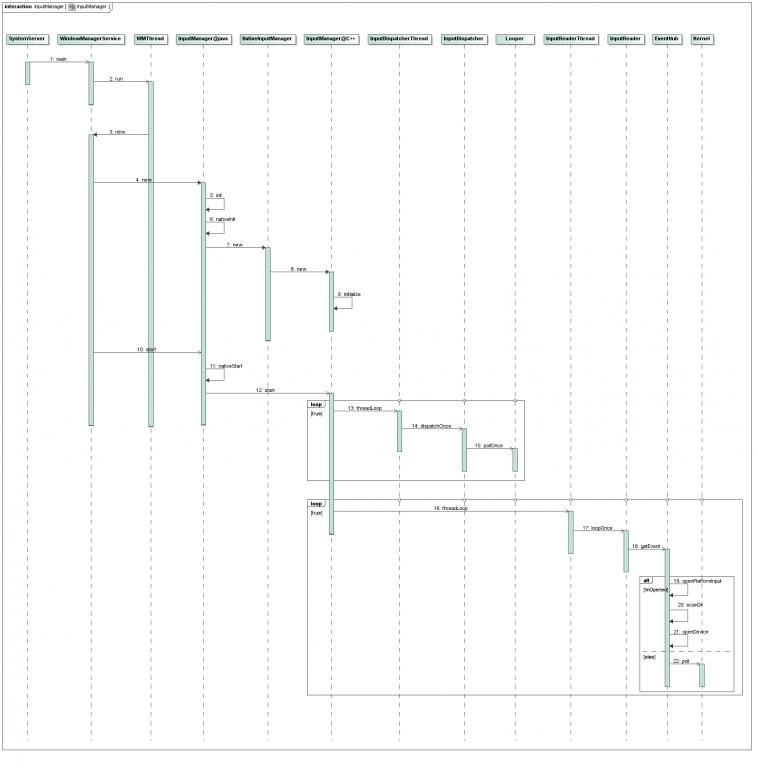 interaction InputManager [ InputManager ]
SystemServer
WindowManagerService
WMThread
InputManager@java
NativeInputManager
InputManager@C++
InputDispatcherThread
InputDispatcher
Looper
InputReaderThread
InputReader
EventHub
Kernel
1: main
2: run
3: new
4: new
5: init
6: nativeInit
7: new
8: new
9: initialize
10: start
11: nativeStart
12: start
loop
[true]
13: threadLoop
14: dispatchOnce
15: pollOnce
loop
[true]
16: threadLoop
17: loopOnce
18: getEvent
alt
19: openPlatformInput
20: scanDir
21: openDevice
[else]
22: poll